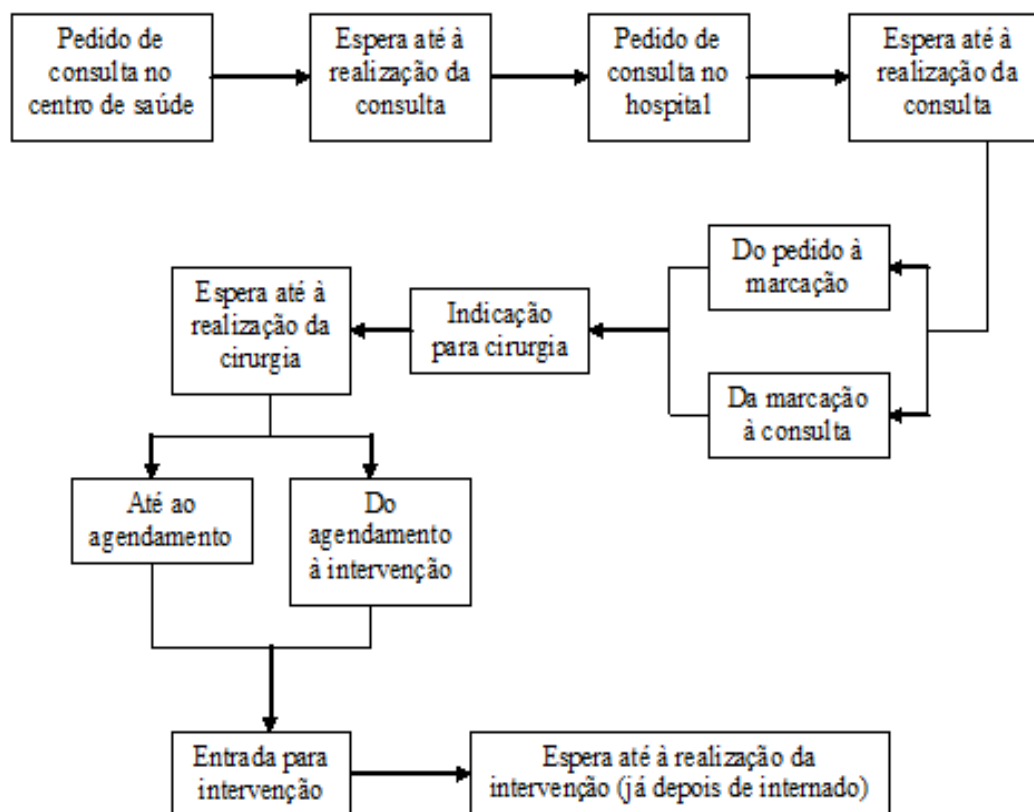 Pedido de
consulta no
centro de saúde
Espera até à
realização da
consulta
Pedido de
consulta no
hospital
Espera até à
realização da
consulta
Do pedido à
marcação
Da marcação
à consulta
Indicação
para cirurgia
Espera até à
realização da
cirurgia
Até ao
agendamento
Do
agendamento
à intervenção
Entrada para
intervenção
Espera até à realização da
intervenção (já depois de internado)